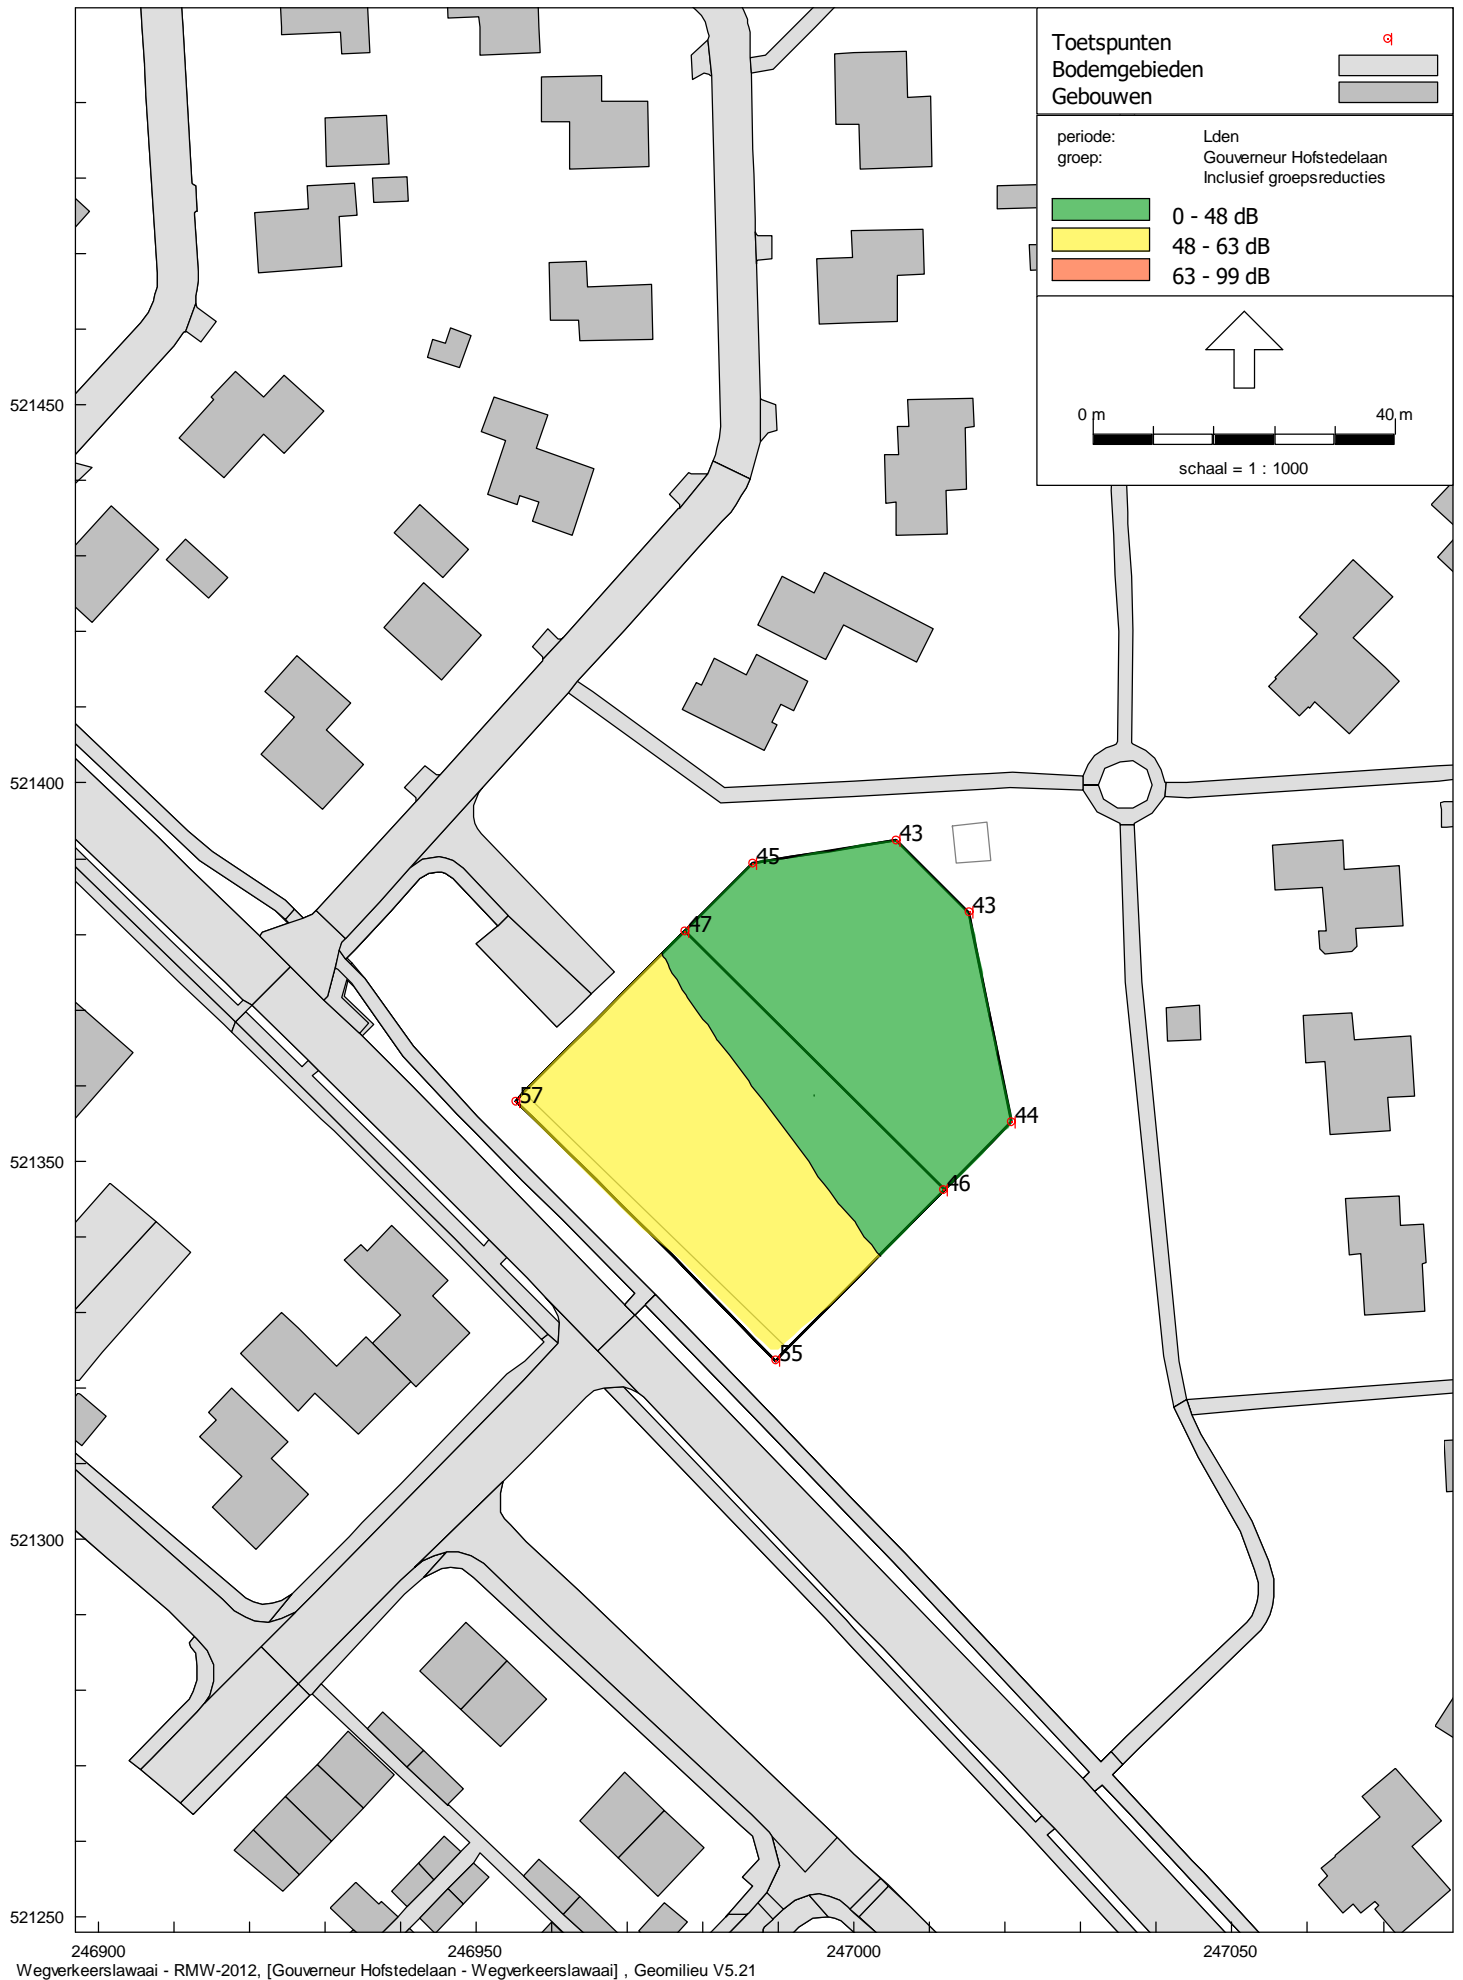 Toetspunten
Bodemgebieden
Gebouwen
periode: Lden
groep: Gouverneur Hofstedelaan
Inclusief groepsreducties
0 - 48 dB
48 - 63 dB
63 - 99 dB
0 m 40 m
schaal = 1 : 1000
521450
521400
43
45
43
47
57
44
521350
46
55
521300
521250
246900 246950 247000 247050
Wegverkeerslawaai - RMW-2012, [Gouverneur Hofstedelaan - Wegverkeerslawaai] , Geomilieu V5.21